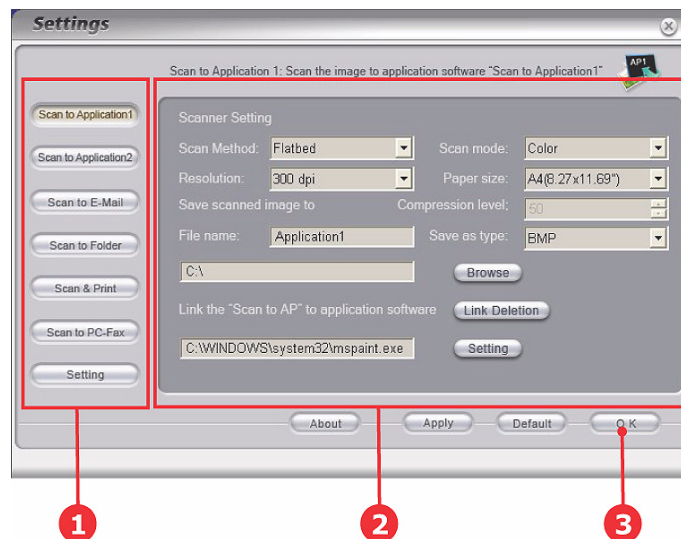 Settings
Scan to Application 1: Scan the image to application software "Scan to Application1"
AP1
Scan to Application1
Scan to Application2
Scan to E-Mail
Scan to Folder
Scan & Print
Scan to PC-Fax
Setting
Scanner Setting
Scan Method: Flatbed Scan mode: Color
Resolution: 300 dpi Paper size: A4(8.27x11.69")
Save scanned image to Compression level; 50
File name: Application1 Save as type: BMP
C:\ Browse
Link the "Scan to AP" to application software Link Deletion
C:\WINDOWS\system32\mspaint.exe Setting
About Apply Default OK
1 2 3